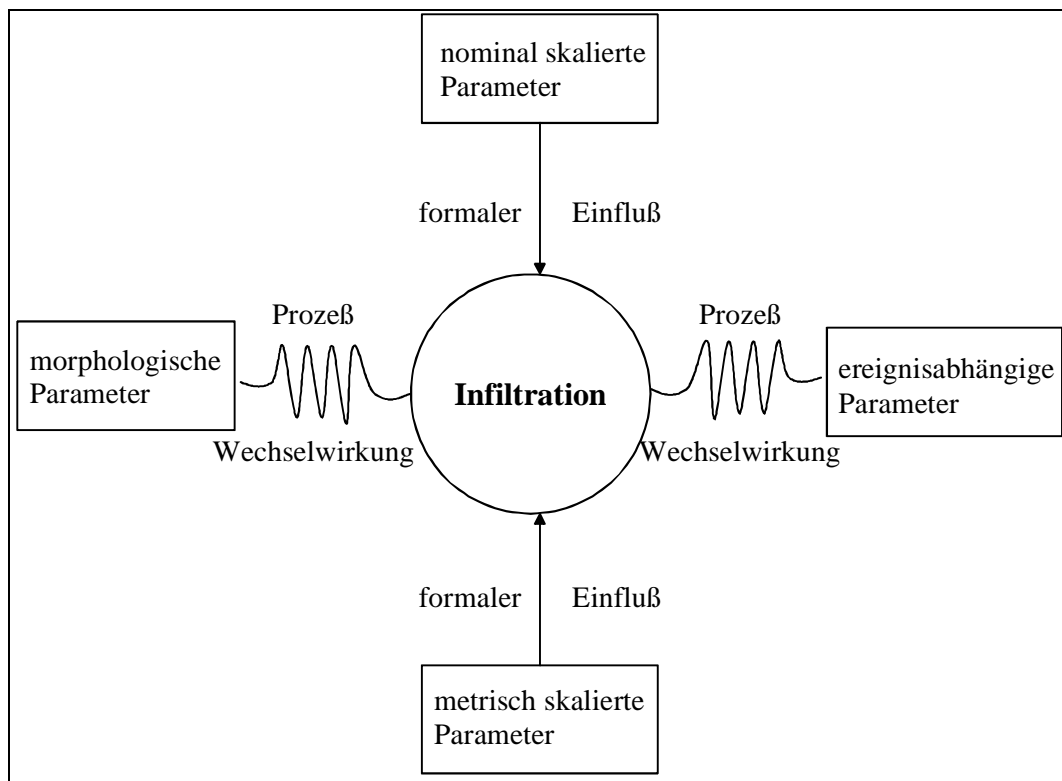 nominal skalierte
Parameter
formaler Einfluß
Prozeß
Prozeß
morphologische
Parameter
Infiltration
ereignisabhängige
Parameter
Wechselwirkung
Wechselwirkung
formaler Einfluß
metrisch skalierte
Parameter